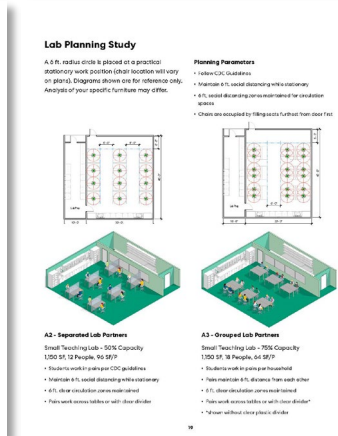 Lab Planning Study
A 6 ft. radius circle is placed at a practical
stationary work position (chair location will vary
on plans). Diagrams shown are for reference only.
Analysis of your specific furniture may differ.
Planning Parameters
• Follow CDC Guidelines
• Maintain 6 ft. social distancing while stationary
• 6 ft. social distancing zones maintained for circulation
spaces
• Chairs are occupied by filling seats furthest from door first
A2 - Separated Lab Partners
Small Teaching Lab - 50% Capacity
1,150 SF, 12 People, 96 SF/P
• Students work in pairs per CDC guidelines
• Maintain 6 ft. social distancing while stationary
• 6 ft. clear circulation zones maintained
• Pairs work across tables or with clear divider
A3 - Grouped Lab Partners
Small Teaching Lab - 75% Capacity
1,150 SF, 18 People, 64 SF/P
• Students work in pairs per household
• Pairs maintain 6 ft. distance from each other
• 6 ft. clear circulation zones maintained
• Pairs work across tables or with clear divider*
• *shown without clear plastic divider